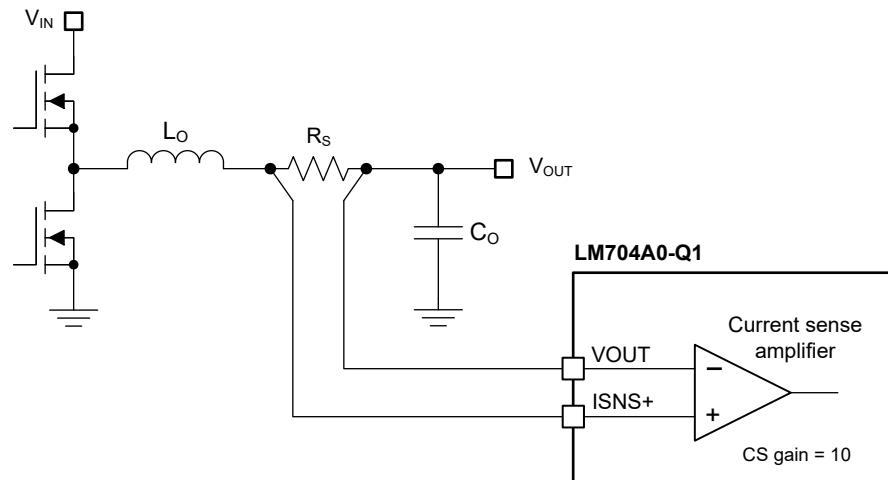 VIN
LO
RS
VOUT
CO
LM704A0-Q1
Current sense
amplifier
VOUT
−
ISNS+
+
CS gain = 10